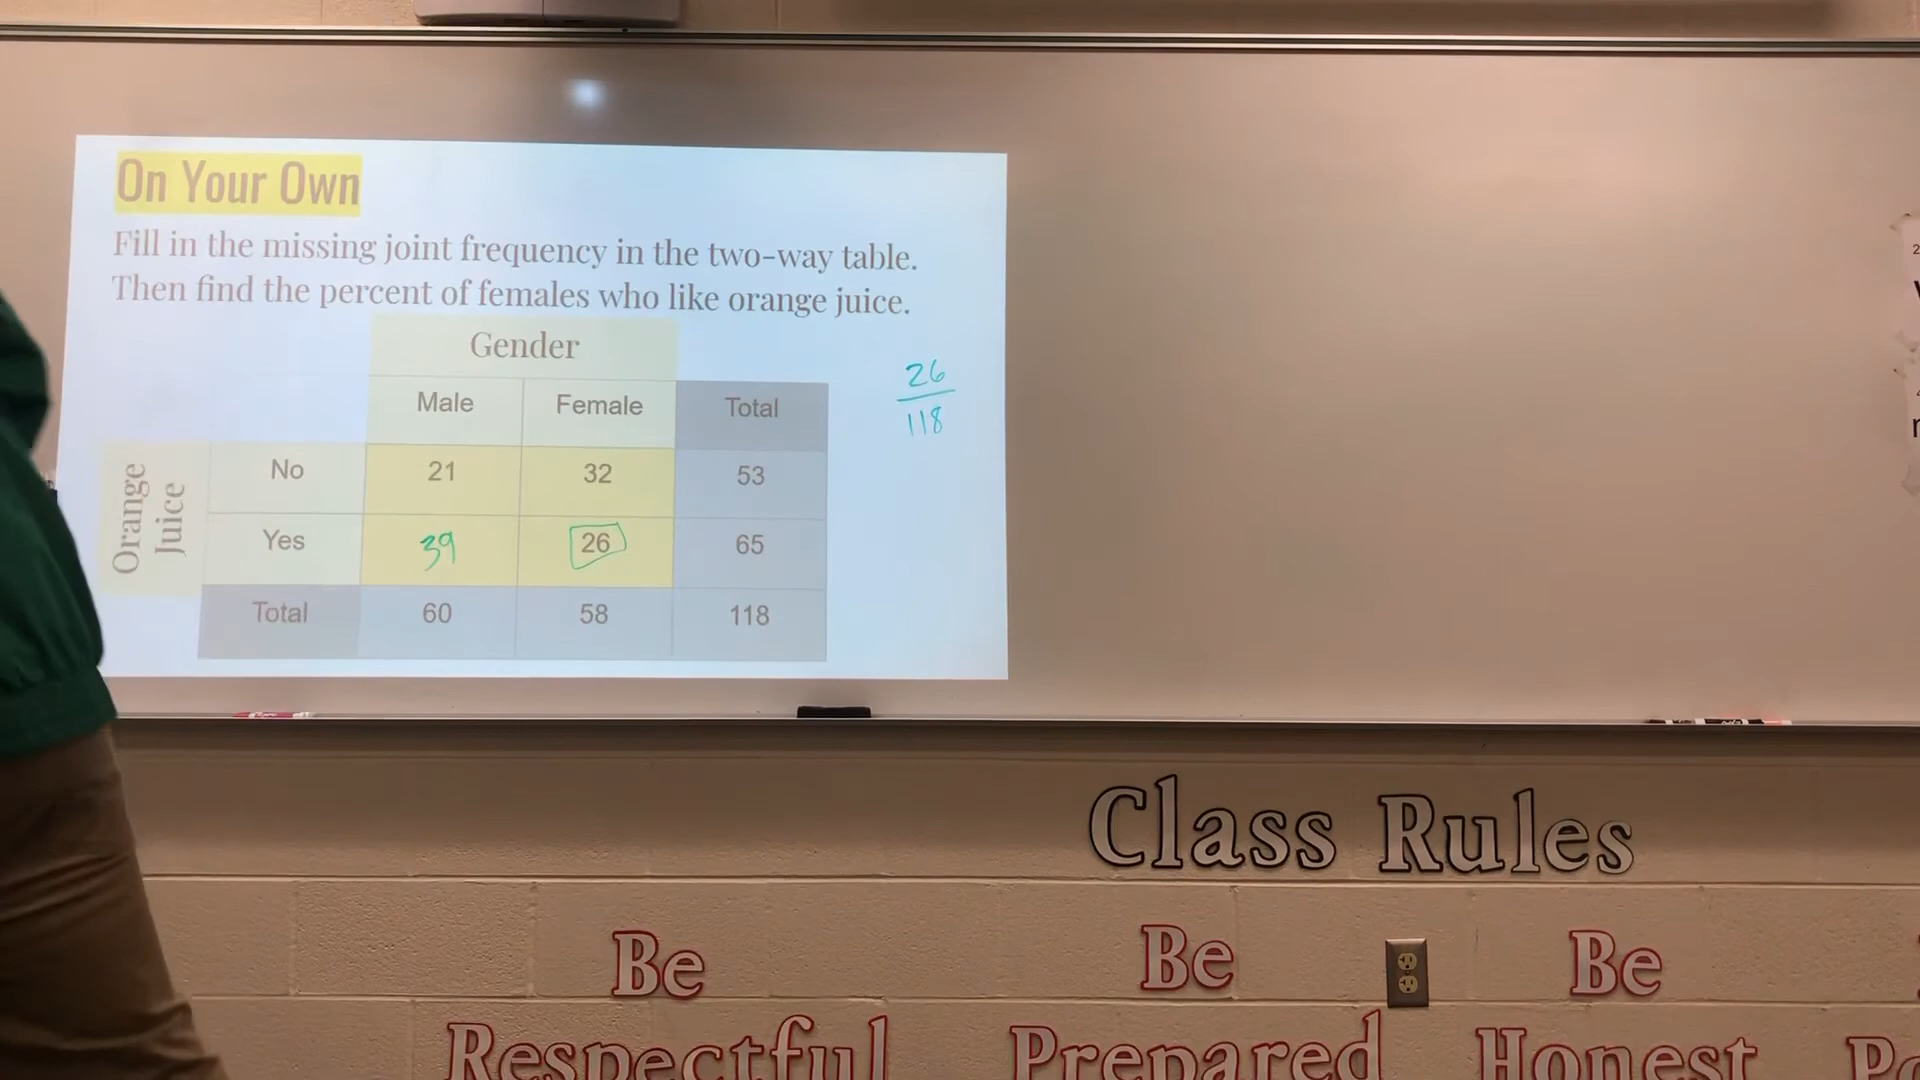 On Your Own
Fill in the missing joint frequency in the two-way table.
Then find the percent of females who like orange juice.
Gender
Male Female Total
Orange Juice
No 21 32 53
Yes 39 26 65
Total 60 58 118
26
118
Class Rules
Be Be Be
Respectful Prepared Honest